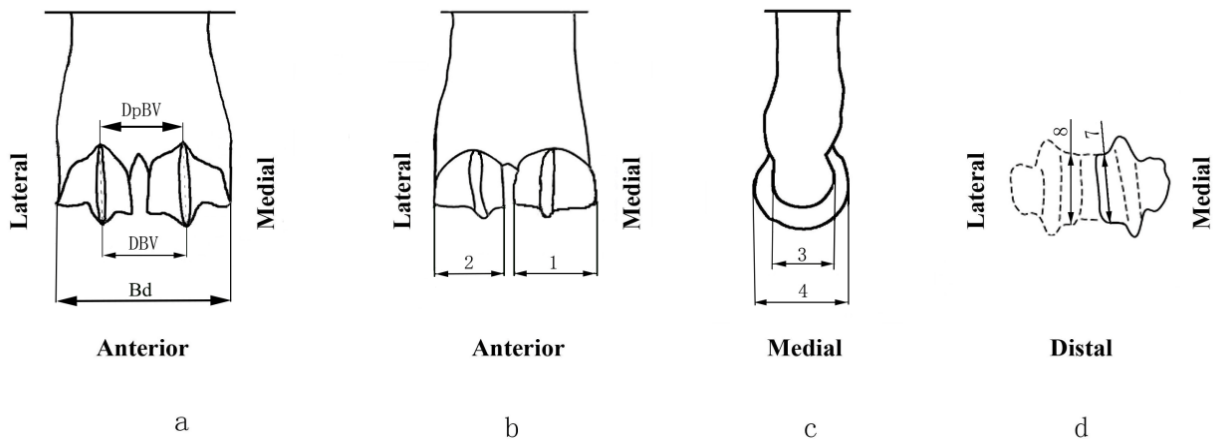 DpBV
Lateral
Medial
DBV
Bd
Anterior
a
Lateral
Medial
2
1
Anterior
b
3
4
Medial
c
8
7
Lateral
Medial
Distal
d